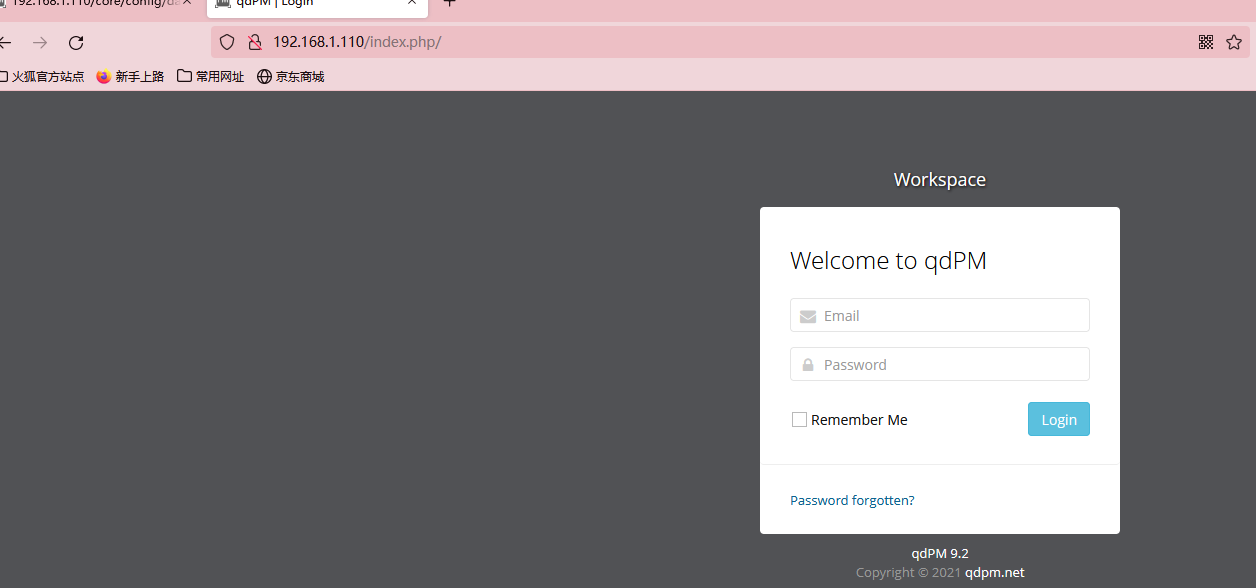 192.168.1.110/core/config/da
qdPM | Login
192.168.1.110/index.php/
火狐官方站点 新手上路 常用网址 京东商城
Workspace
Welcome to qdPM
Email
Password
Remember Me Login
Password forgotten?
qdPM 9.2
Copyright © 2021 qdpm.net